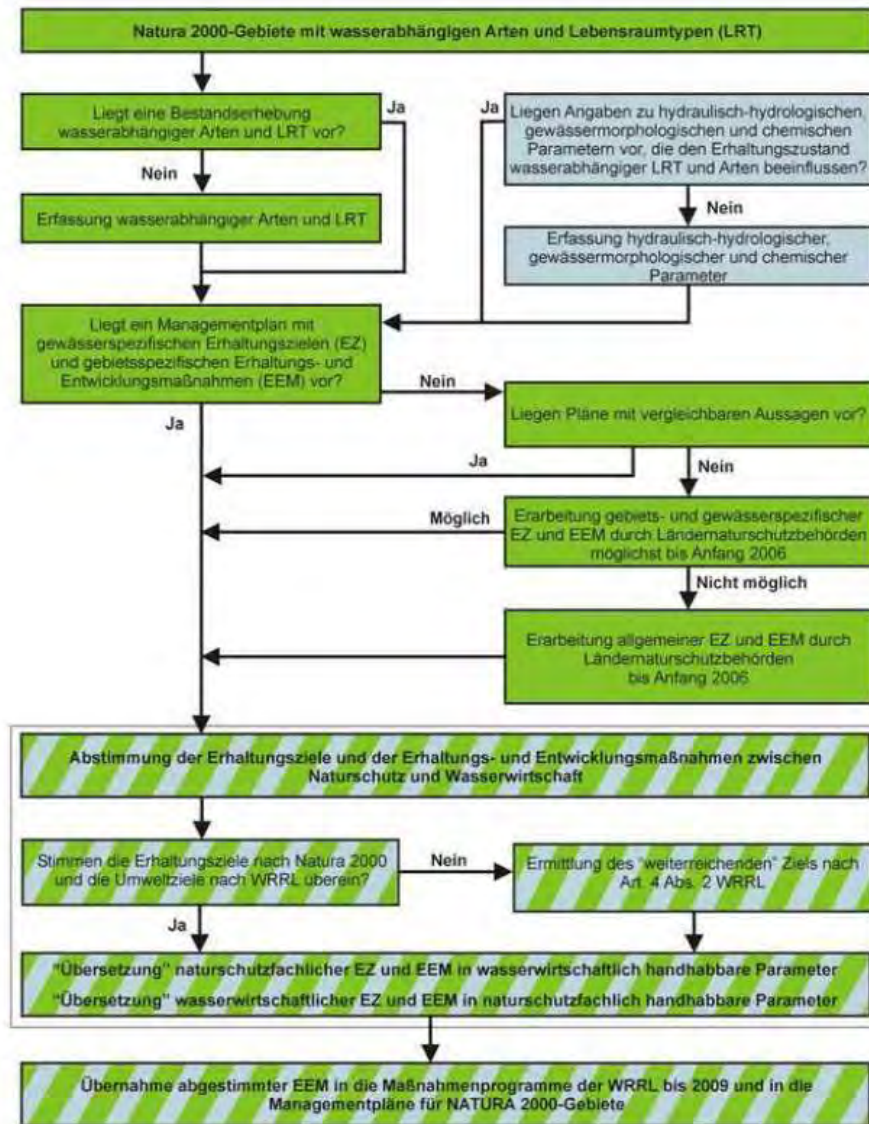 Natura 2000-Gebiete mit wasserabhängigen Arten und Lebensraumtypen (LRT)
Liegt eine Bestandserhebung
wasserabhängiger Arten und LRT vor?
Ja
Nein
Erfassung wasserabhängiger Arten und LRT
Ja
Liegen Angaben zu hydraulisch-hydrologischen,
gewässermorphologischen und chemischen
Parametern vor, die den Erhaltungszustand
wasserabhängiger LRT und Arten beeinflussen?
Nein
Erfassung hydraulisch-hydrologischer,
gewässermorphologischer und chemischer
Parameter
Liegt ein Managementplan mit
gewässerspezifischen Erhaltungszielen (EZ)
und gebietsspezifischen Erhaltungs- und
Entwicklungsmaßnahmen (EEM) vor?
Nein
Ja
Liegen Pläne mit vergleichbaren Aussagen vor?
Ja
Nein
Möglich
Erarbeitung gebiets- und gewässerspezifischer
EZ und EEM durch Ländernaturschutzbehörden
möglichst bis Anfang 2006
Nicht möglich
Erarbeitung allgemeiner EZ und EEM durch
Ländernaturschutzbehörden
bis Anfang 2006
Abstimmung der Erhaltungsziele und der Erhaltungs- und Entwicklungsmaßnahmen zwischen
Naturschutz und Wasserwirtschaft
Stimmen die Erhaltungsziele nach Natura 2000
und die Umweltziele nach WRRL überein?
Nein
Ermittlung des "weiterreichenden" Ziels nach
Art. 4 Abs. 2 WRRL
Ja
"Übersetzung" naturschutzfachlicher EZ und EEM in wasserwirtschaftlich handhabbare Parameter
"Übersetzung" wasserwirtschaftlicher EZ und EEM in naturschutzfachlich handhabbare Parameter
Übernahme abgestimmter EEM in die Maßnahmenprogramme der WRRL bis 2009 und in die
Managementpläne für NATURA 2000-Gebiete